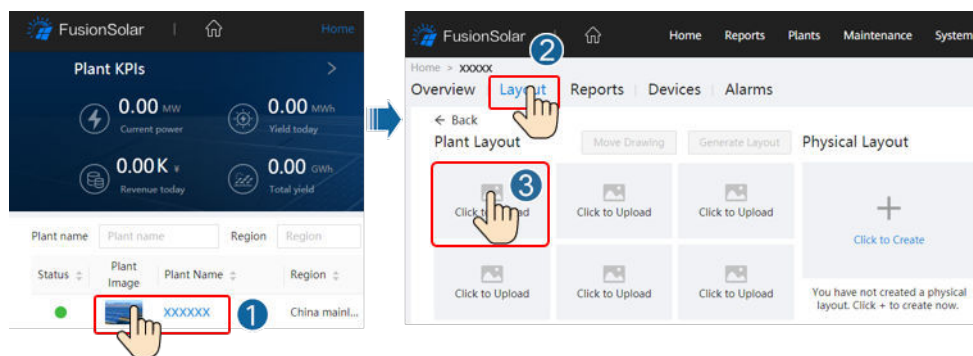 FusionSolar
Home
Plant KPIs
>
4
0.00 MW
Current power
0.00 MWh
Yield today
0.00K ¥
Revenue today
0.00 GWh
Total yield
Plant name Plant name Region Region
Status Plant Image Plant Name Region
XXXXXX 1 China mainl...
FusionSolar
2
Home Reports Plants Maintenance System
Home > XXXXX
Overview Layout Reports Devices Alarms
← Back
Plant Layout Move Drawing Generate Layout
3
Click to Upload Click to Upload Click to Upload
Click to Upload Click to Upload Click to Upload
Physical Layout
+
Click to Create
You have not created a physical
layout. Click + to create now.